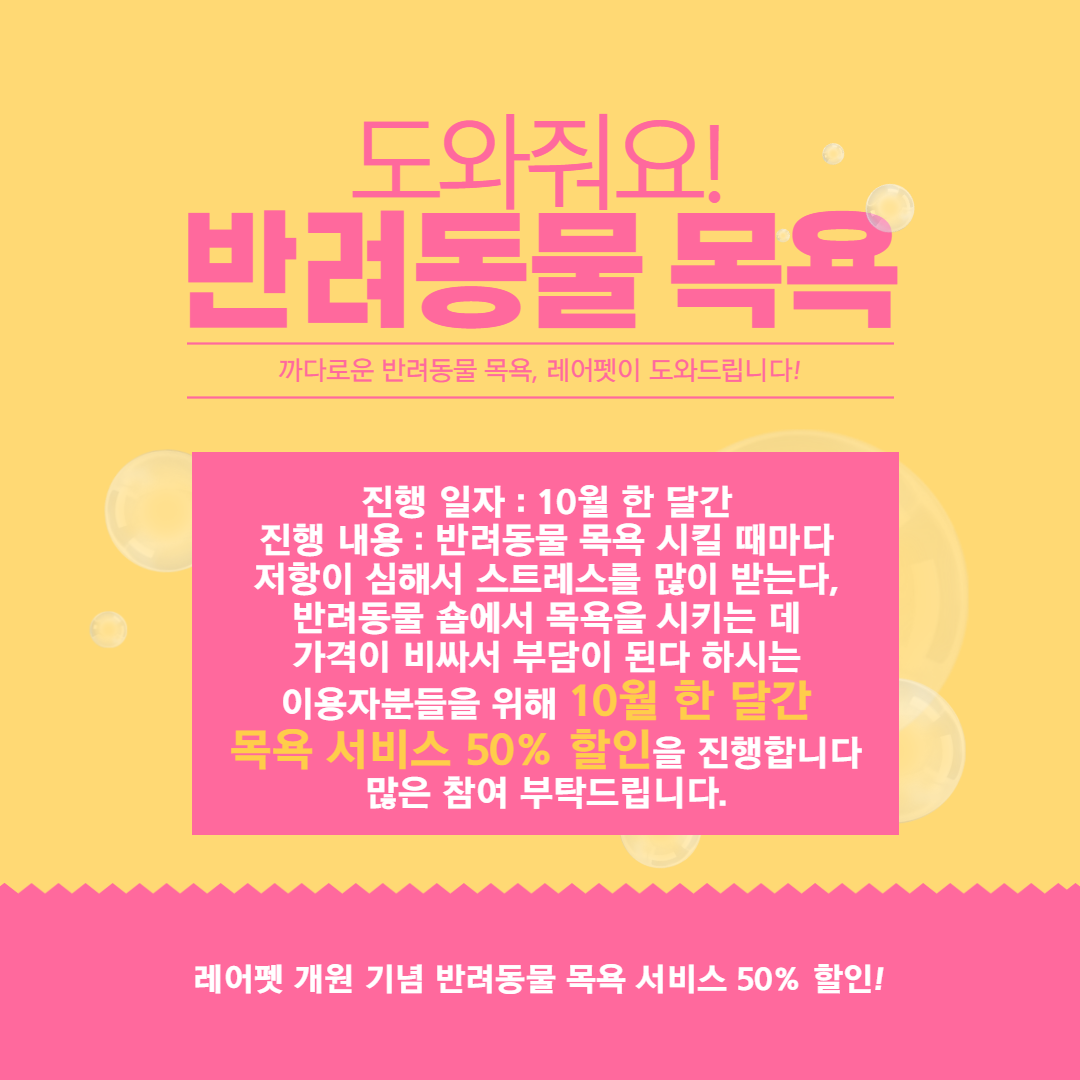 도와줘요!
반려동물 목욕
까다로운 반려동물 목욕, 레어펫이 도와드립니다!
진행 일자 : 10월 한 달간
진행 내용 : 반려동물 목욕 시킬 때마다
저항이 심해서 스트레스를 많이 받는다,
반려동물 숍에서 목욕을 시키는 데
가격이 비싸서 부담이 된다 하시는
이용자분들을 위해 10월 한 달간
목욕 서비스 50% 할인을 진행합니다
많은 참여 부탁드립니다.
레어펫 개원 기념 반려동물 목욕 서비스 50% 할인!